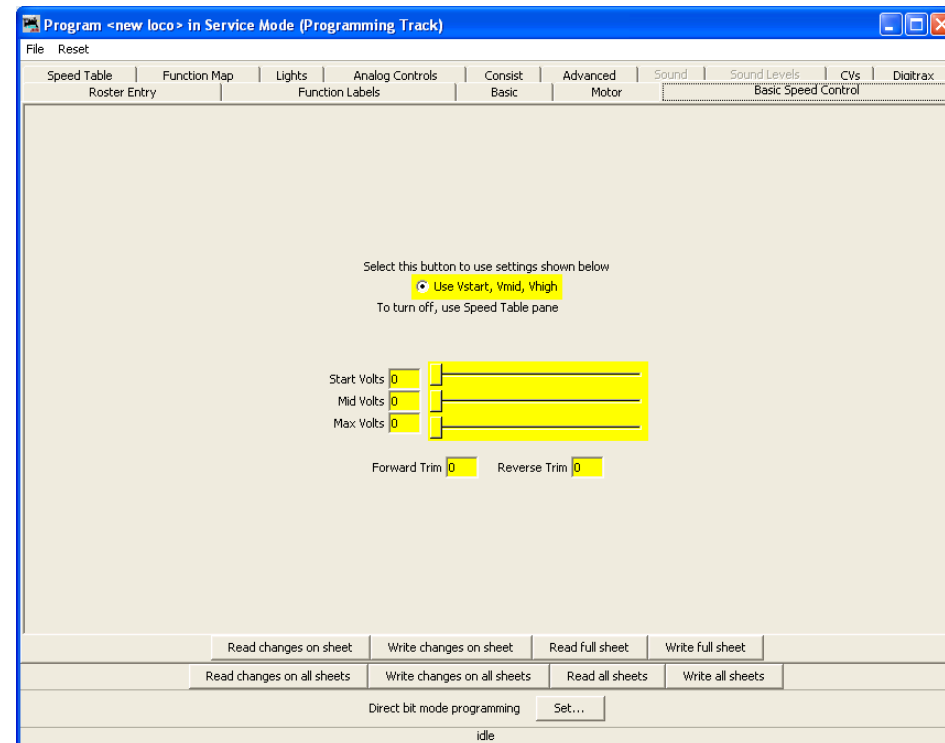 Program <new loco> in Service Mode (Programming Track)
File Reset
Speed Table Function Map Lights Analog Controls Consist Advanced Sound Sound Levels CVs Digitrax
Roster Entry Function Labels Basic Motor Basic Speed Control
Select this button to use settings shown below
Use Vstart, Vmid, Vhigh
To turn off, use Speed Table pane
Start Volts 0
Mid Volts 0
Max Volts 0
Forward Trim 0 Reverse Trim 0
Read changes on sheet Write changes on sheet Read full sheet Write full sheet
Read changes on all sheets Write changes on all sheets Read all sheets Write all sheets
Direct bit mode programming Set...
idle